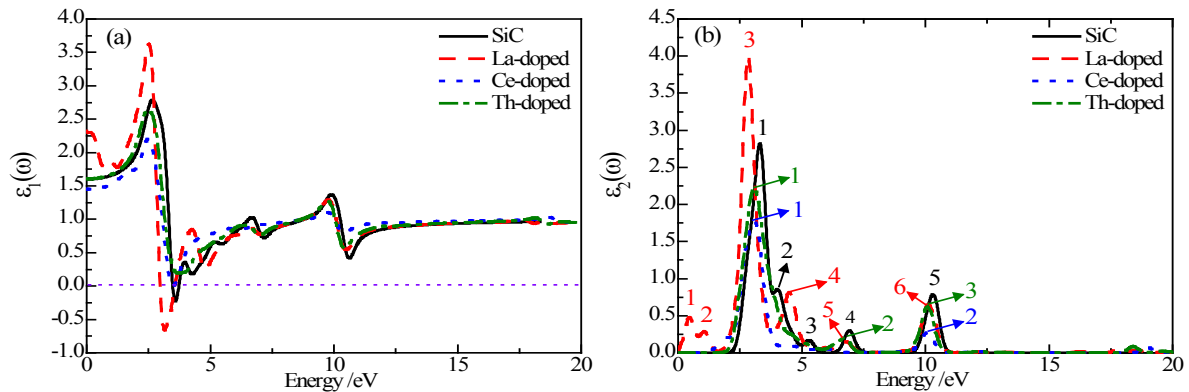 (a)
SiC
La-doped
Ce-doped
Th-doped
ε₁(ω)
4.0
3.5
3.0
2.5
2.0
1.5
1.0
0.5
0.0
-0.5
-1.0
0 5 10 15 20
Energy /eV
(b)
SiC
La-doped
Ce-doped
Th-doped
ε₂(ω)
4.5
4.0
3.5
3.0
2.5
2.0
1.5
1.0
0.5
0.0
3
1
1
1
2
4
1
2
3
5
4
2
6
5
3
2
0 5 10 15 20
Energy /eV